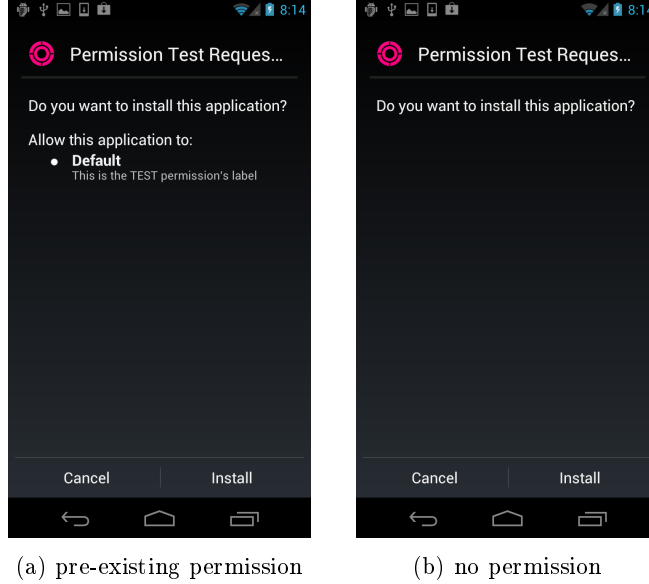 8:14
Permission Test Reques...
Do you want to install this application?
Allow this application to:
● Default
This is the TEST permission's label
Cancel
Install
(a) pre-existing permission
8:14
Permission Test Reques...
Do you want to install this application?
Cancel
Install
(b) no permission